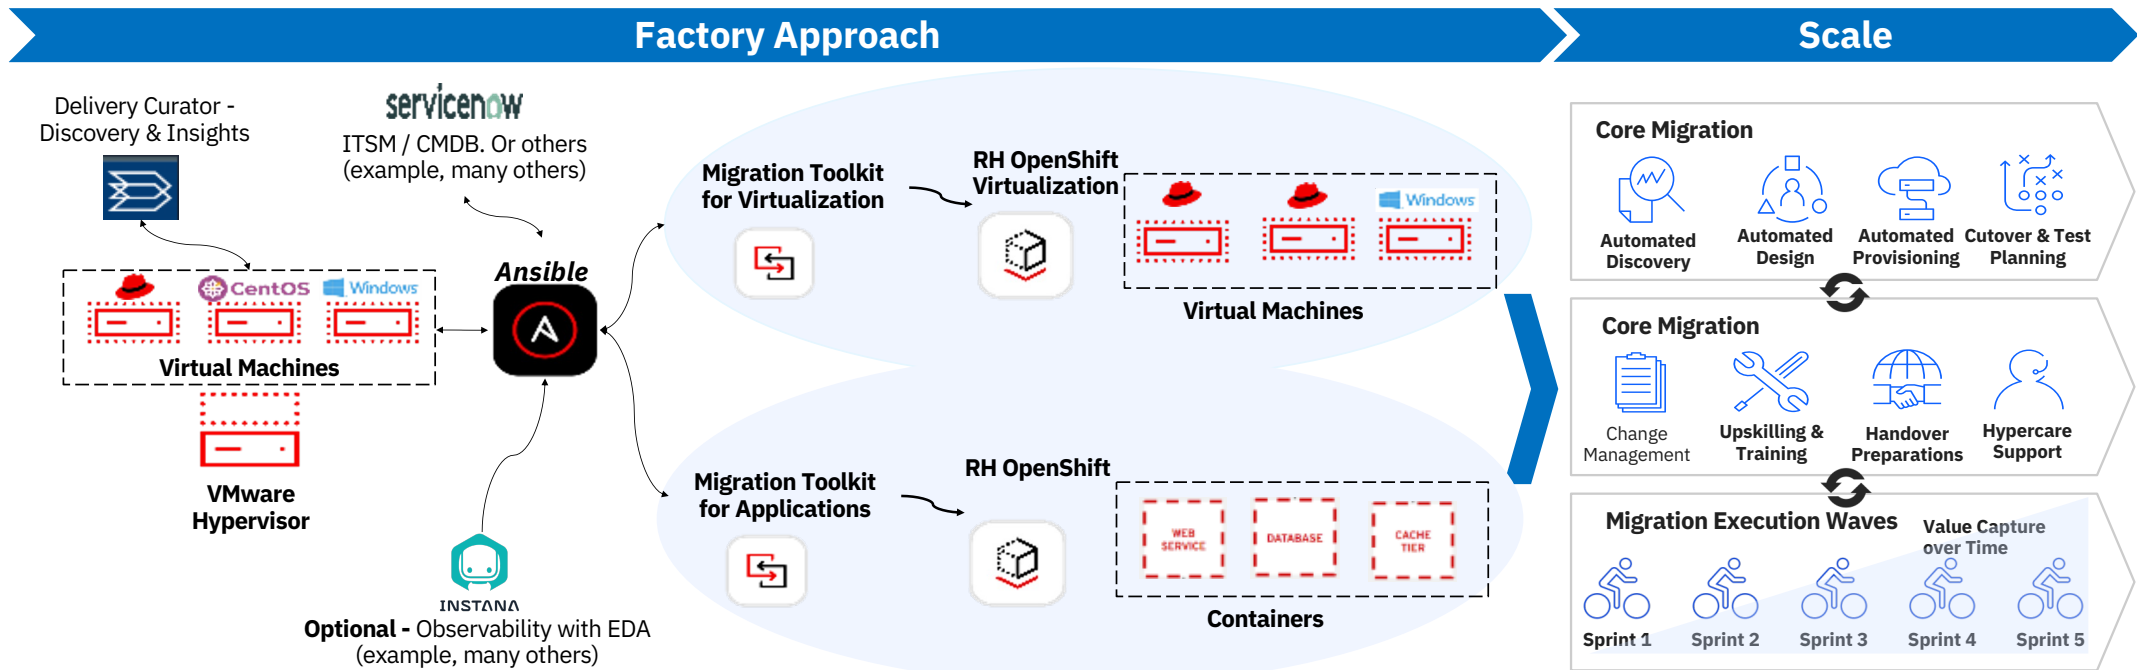 Factory Approach
Scale
Delivery Curator -
Discovery & Insights
servicenow
ITSM / CMDB. Or others
(example, many others)
CentOS
Windows
Virtual Machines
VMware
Hypervisor
Ansible
INSTANA
Optional - Observability with EDA
(example, many others)
Migration Toolkit
for Virtualization
RH OpenShift
Virtualization
Windows
Virtual Machines
Migration Toolkit
for Applications
RH OpenShift
WEB
SERVICE
DATABASE
CACHE
TIER
Containers
Core Migration
Automated
Discovery
Automated
Design
Automated
Provisioning
Cutover & Test
Planning
Core Migration
Change
Management
Upskilling &
Training
Handover
Preparations
Hypercare
Support
Migration Execution Waves
Value Capture
over Time
Sprint 1
Sprint 2
Sprint 3
Sprint 4
Sprint 5